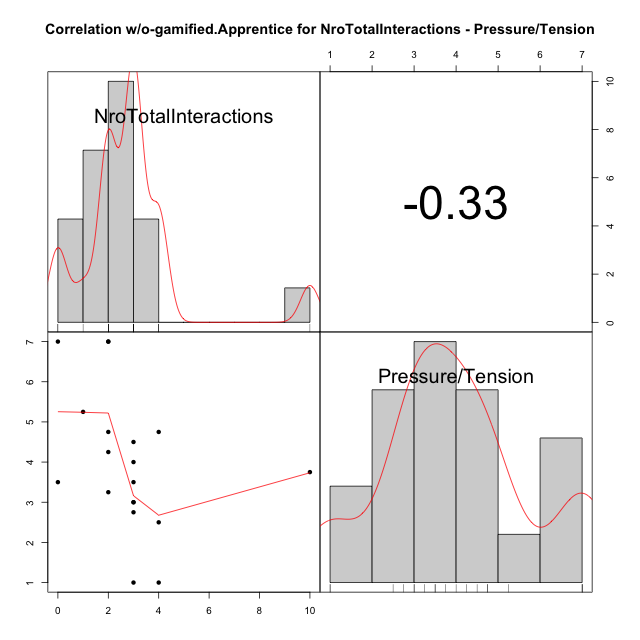 Correlation w/o-gamified.Apprentice for NroTotalInteractions - Pressure/Tension
1 2 3 4 5 6 7
NroTotalInteractions
-0.33
10
8
6
4
2
0
7
6
5
4
3
2
1
Pressure/Tension
0 2 4 6 8 10